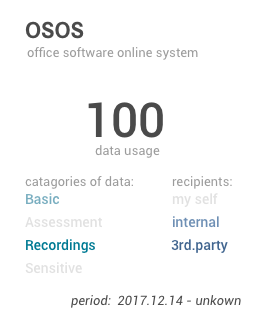 OSOS
office software online system
100
data usage
catagories of data:
Basic
Assessment
Recordings
Sensitive
recipients:
my self
internal
3rd.party
period: 2017.12.14 - unkown